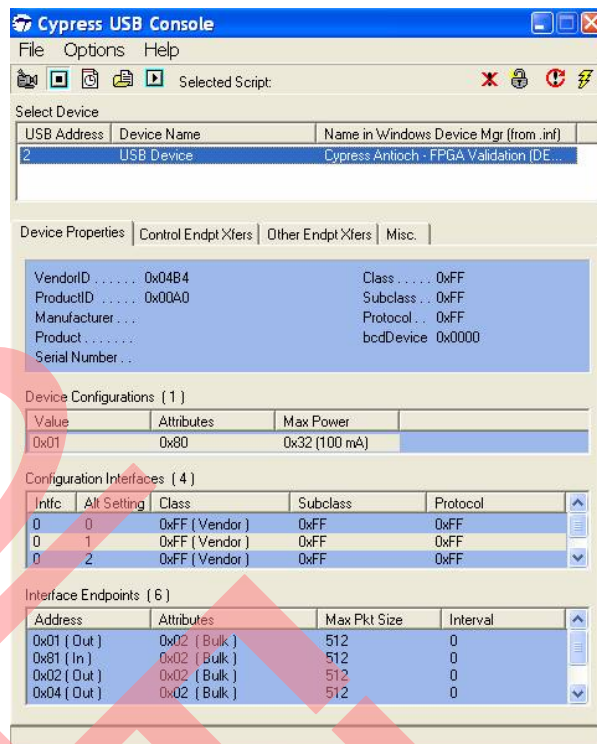 Cypress USB Console
File Options Help
Selected Script:
Select Device
USB Address Device Name Name in Windows Device Mgr (from .inf)
2 USB Device Cypress Antioch - FPGA Validation (DE...
Device Properties Control Endpt Xfers Other Endpt Xfers Misc.
VendorID . . . . . . 0x04B4 Class . . . . . 0xFF
ProductID . . . . . 0x00A0 Subclass . . 0xFF
Manufacturer . . . Protocol . . 0xFF
Product . . . . . . . bcdDevice 0x0000
Serial Number . .
Device Configurations ( 1 )
Value Attributes Max Power
0x01 0x80 0x32 (100 mA)
Configuration Interfaces ( 4 )
Intfc Alt Setting Class Subclass Protocol
0 0 0xFF ( Vendor ) 0xFF 0xFF
0 1 0xFF ( Vendor ) 0xFF 0xFF
0 2 0xFF ( Vendor ) 0xFF 0xFF
Interface Endpoints ( 6 )
Address Attributes Max Pkt Size Interval
0x01 ( Out ) 0x02 ( Bulk ) 512 0
0x81 ( In ) 0x02 ( Bulk ) 512 0
0x02 ( Out ) 0x02 ( Bulk ) 512 0
0x04 ( Out ) 0x02 ( Bulk ) 512 0